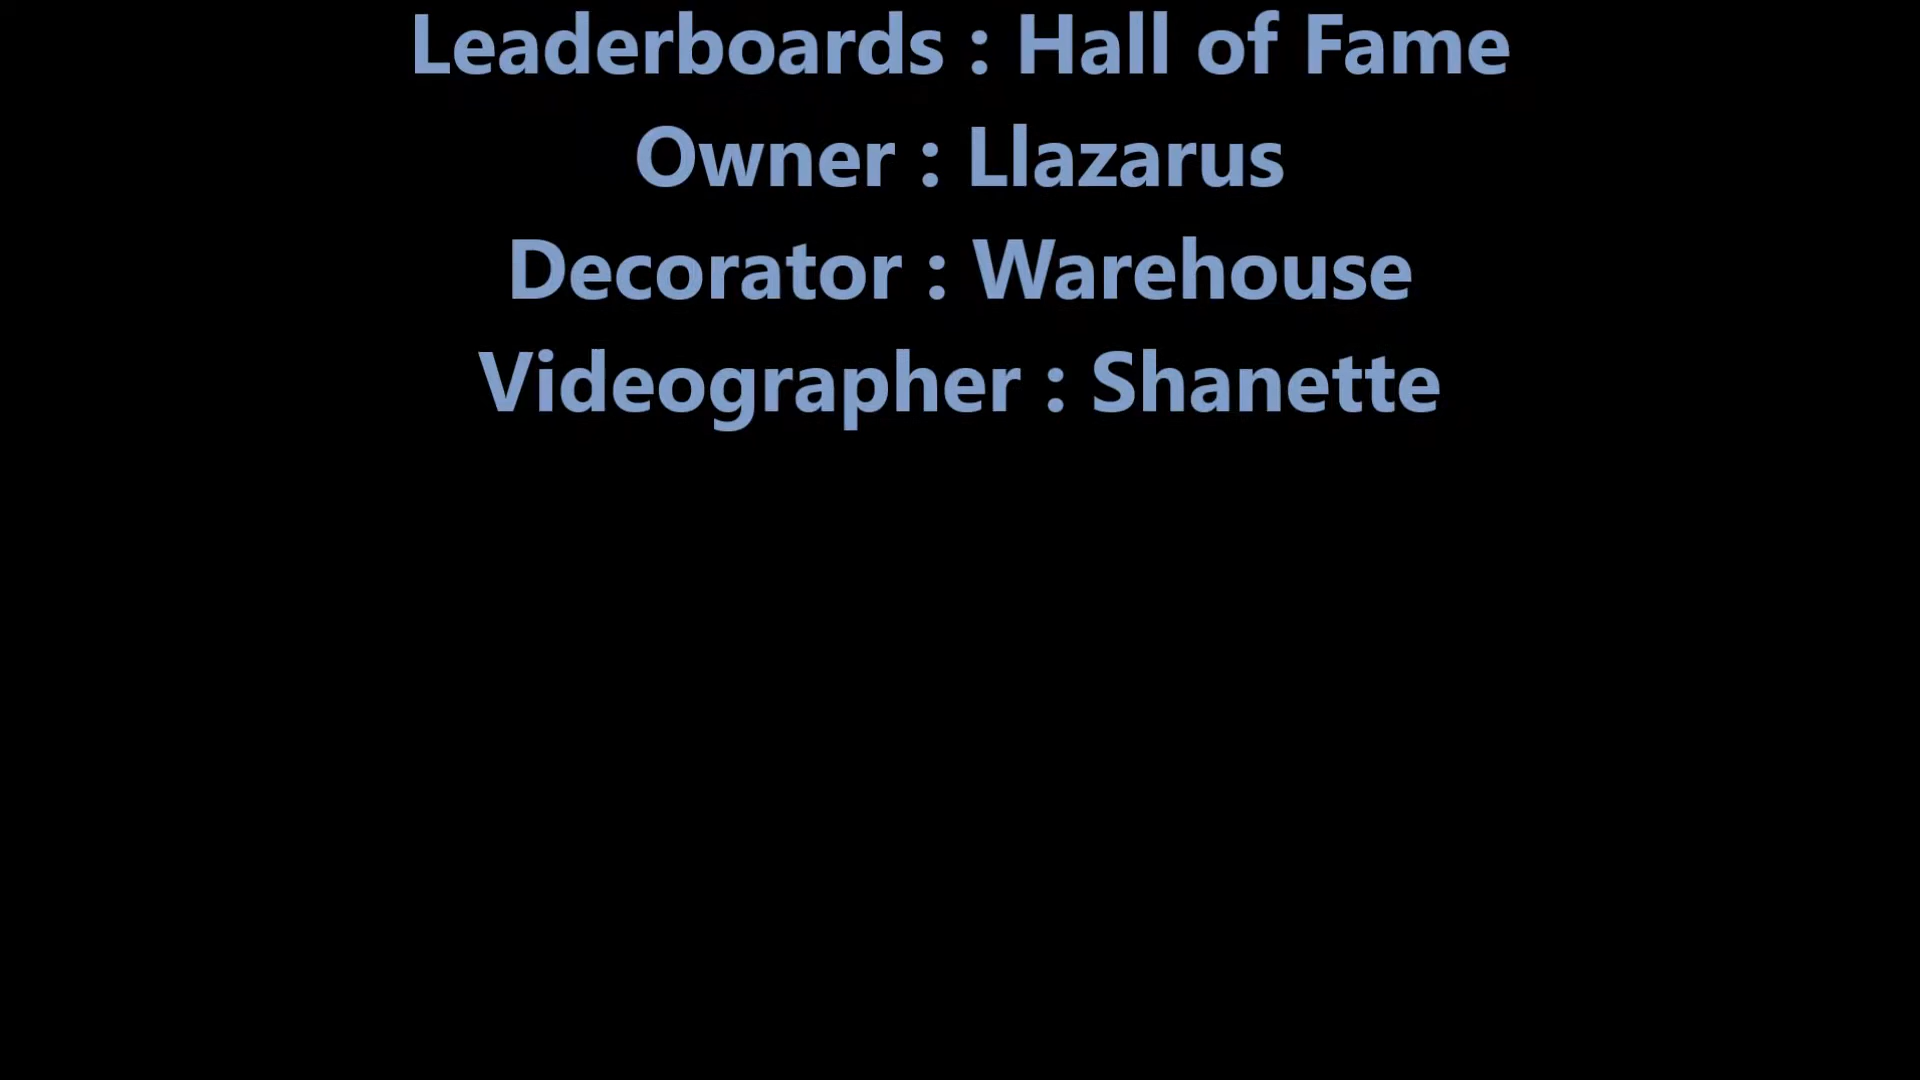 Leaderboards : Hall of Fame
Owner : Llazarus
Decorator : Warehouse
Videographer : Shanette